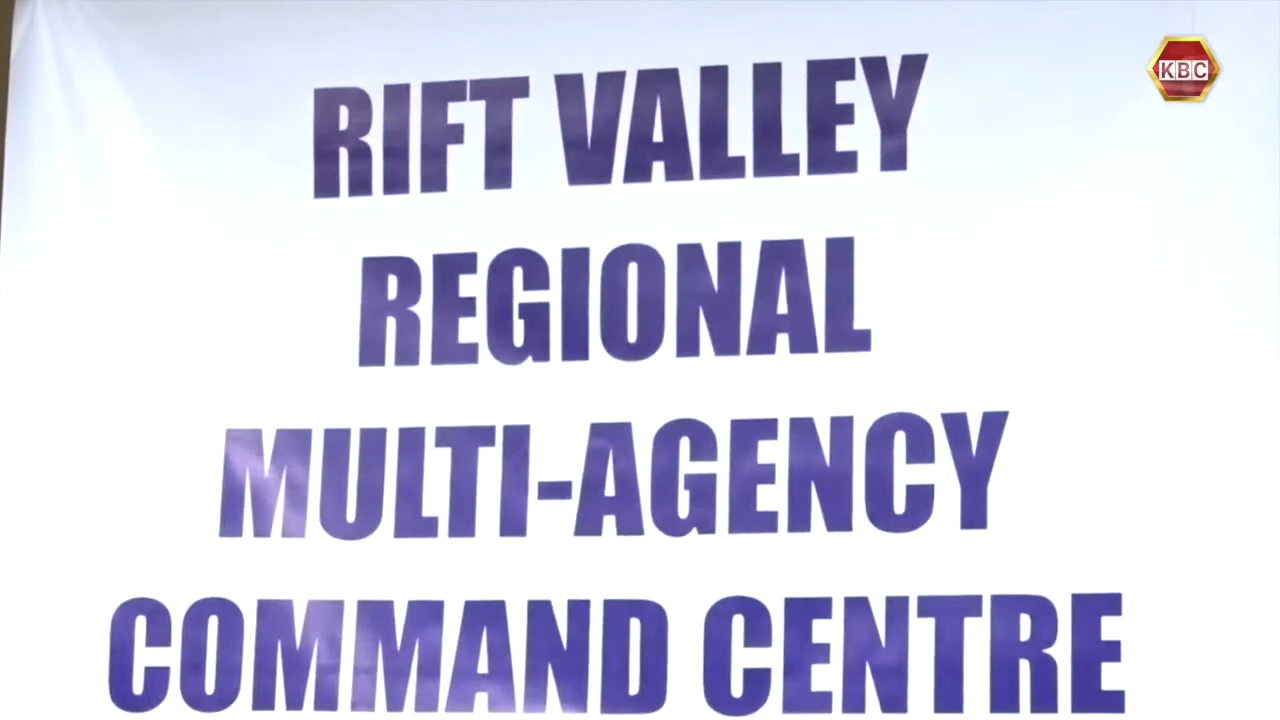 KBC
RIFT VALLEY
REGIONAL
MULTI-AGENCY
COMMAND CENTRE